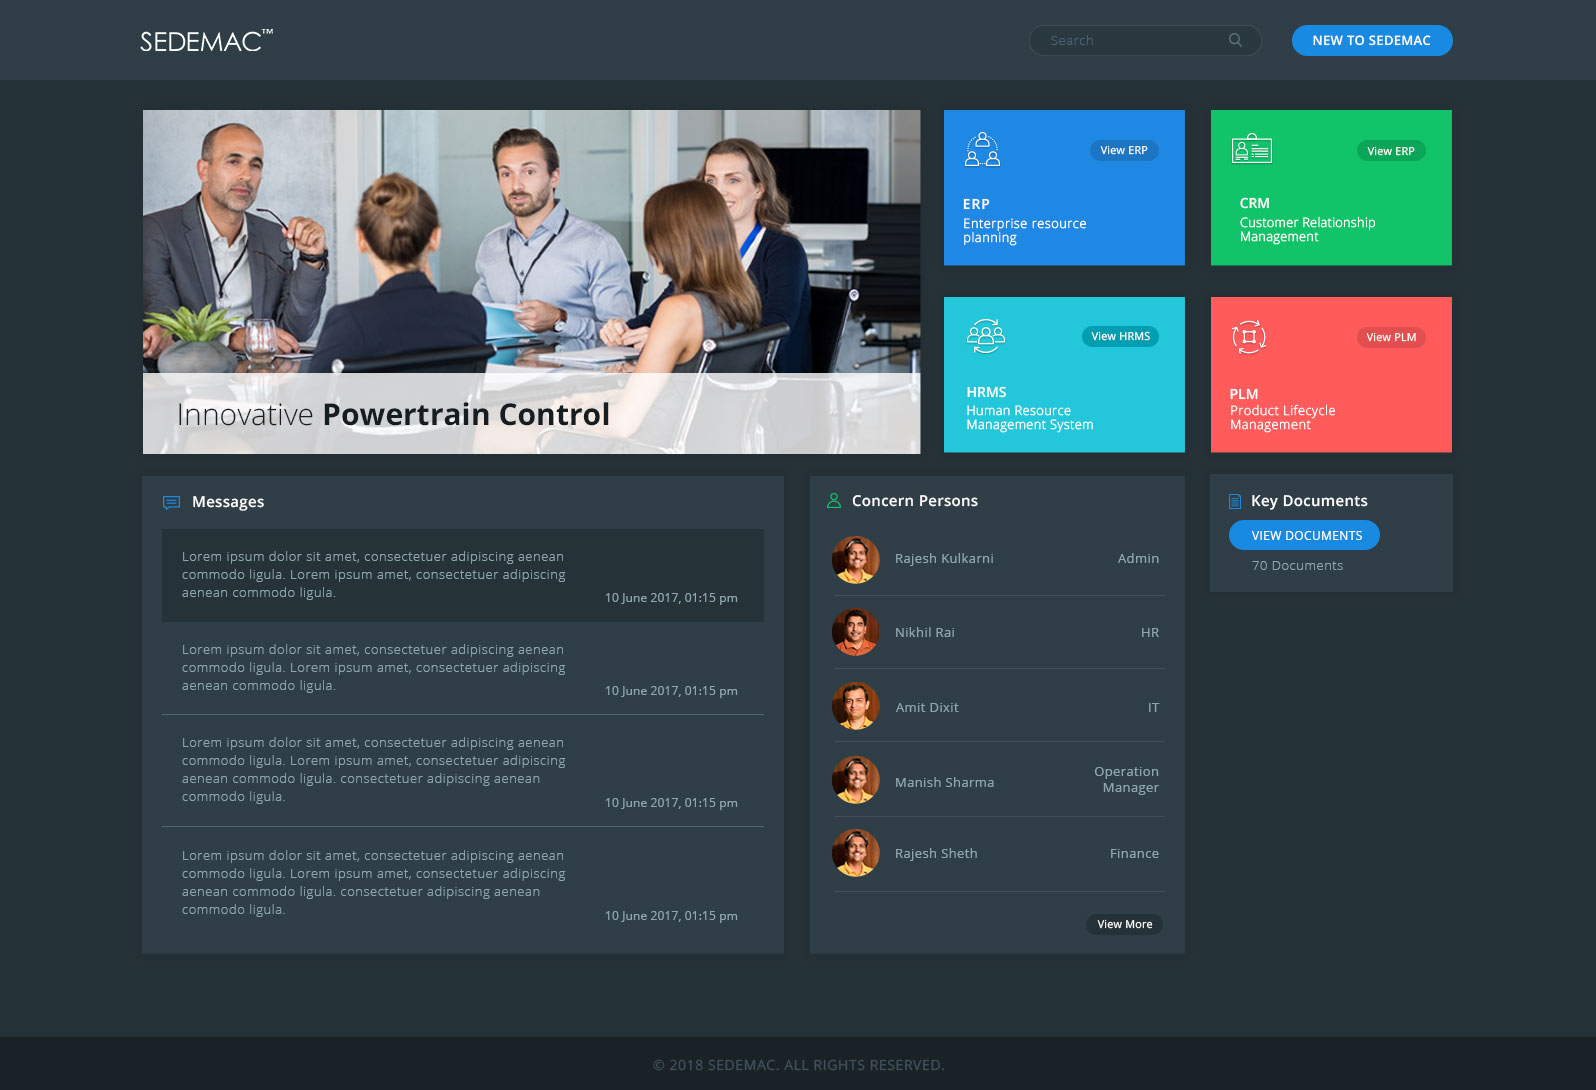 SEDEMAC™
Search
NEW TO SEDEMAC
Innovative Powertrain Control
View ERP
ERP
Enterprise resource
planning
View ERP
CRM
Customer Relationship
Management
View HRMS
HRMS
Human Resource
Management System
View PLM
PLM
Product Lifecycle
Management
Messages
Lorem ipsum dolor sit amet, consectetuer adipiscing aenean
commodo ligula. Lorem ipsum amet, consectetuer adipiscing
aenean commodo ligula.
10 June 2017, 01:15 pm
Lorem ipsum dolor sit amet, consectetuer adipiscing aenean
commodo ligula. Lorem ipsum amet, consectetuer adipiscing
aenean commodo ligula.
10 June 2017, 01:15 pm
Lorem ipsum dolor sit amet, consectetuer adipiscing aenean
commodo ligula. Lorem ipsum amet, consectetuer adipiscing
aenean commodo ligula. consectetuer adipiscing aenean
commodo ligula.
10 June 2017, 01:15 pm
Lorem ipsum dolor sit amet, consectetuer adipiscing aenean
commodo ligula. Lorem ipsum amet, consectetuer adipiscing
aenean commodo ligula. consectetuer adipiscing aenean
commodo ligula.
10 June 2017, 01:15 pm
Concern Persons
Rajesh Kulkarni Admin
Nikhil Rai HR
Amit Dixit IT
Manish Sharma Operation
Manager
Rajesh Sheth Finance
View More
Key Documents
VIEW DOCUMENTS
70 Documents
© 2018 SEDEMAC. ALL RIGHTS RESERVED.